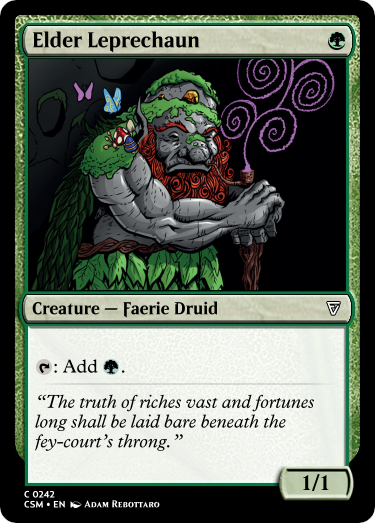 Elder Leprechaun
Creature — Faerie Druid
: Add .
“The truth of riches vast and fortunes
long shall be laid bare beneath the
fey-court’s throng.”
1/1
C 0242
CSM • EN Adam Rebottaro